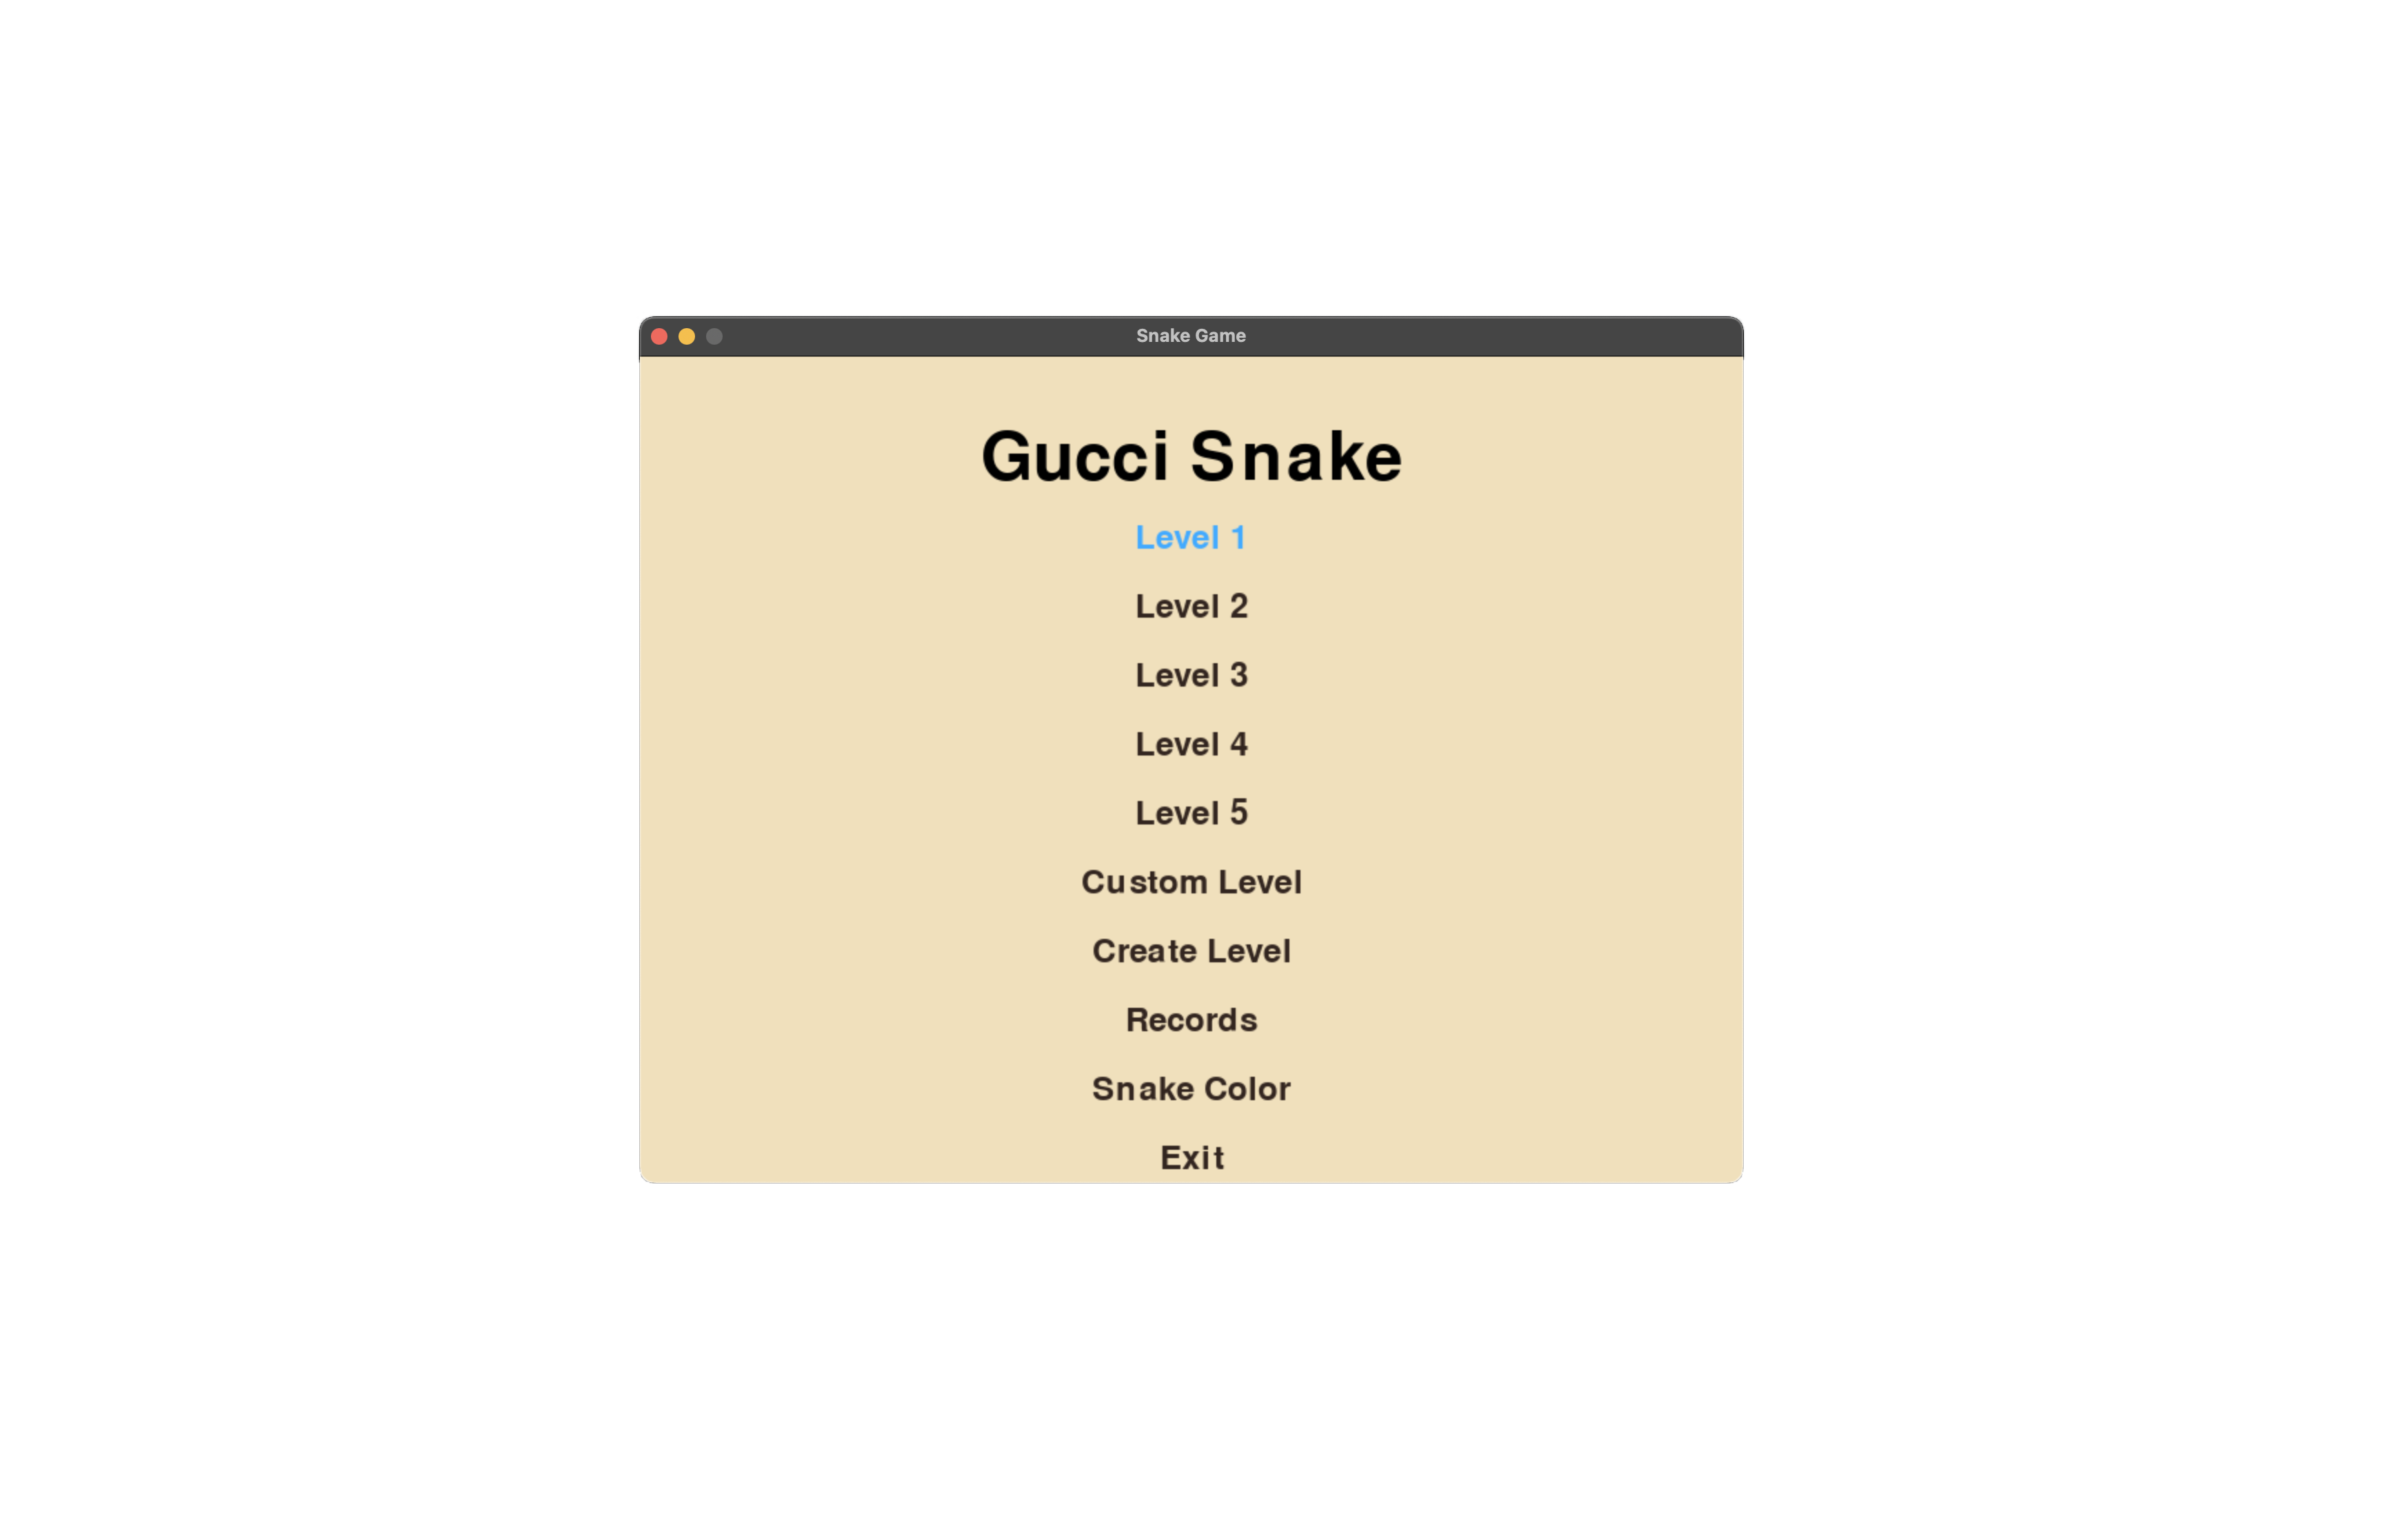 Snake Game
Gucci Snake
Level 1
Level 2
Level 3
Level 4
Level 5
Custom Level
Create Level
Records
Snake Color
Exit